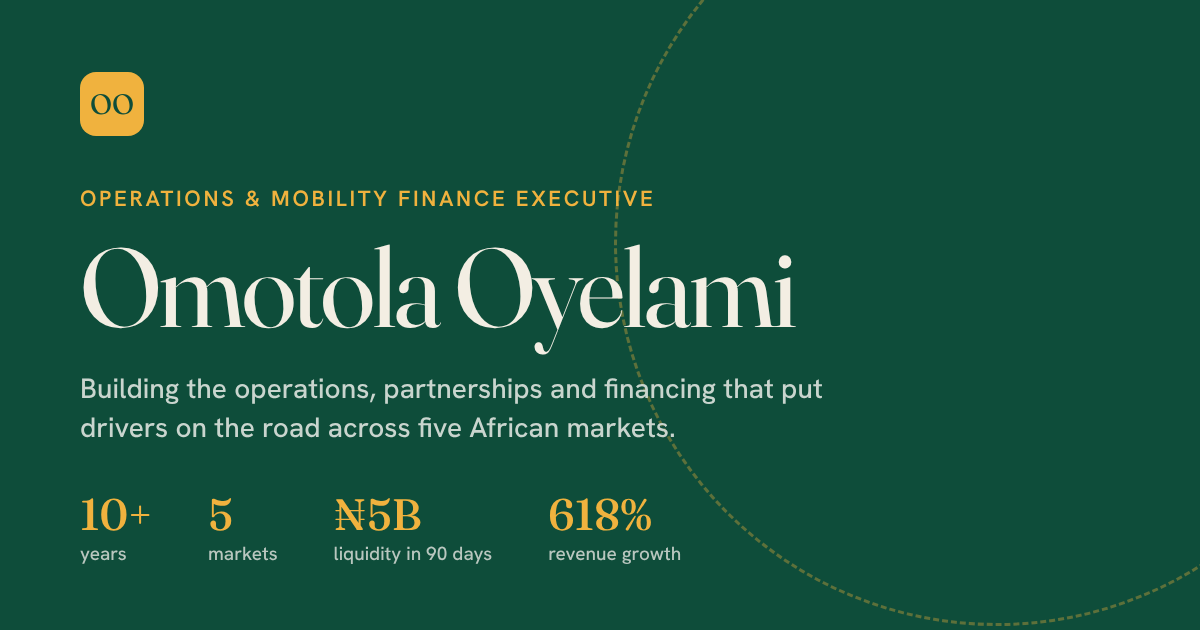 OO
OPERATIONS & MOBILITY FINANCE EXECUTIVE
Omotola Oyelami
Building the operations, partnerships and financing that put
drivers on the road across five African markets.
10+ 5 ₦5B 618%
years markets liquidity in 90 days revenue growth